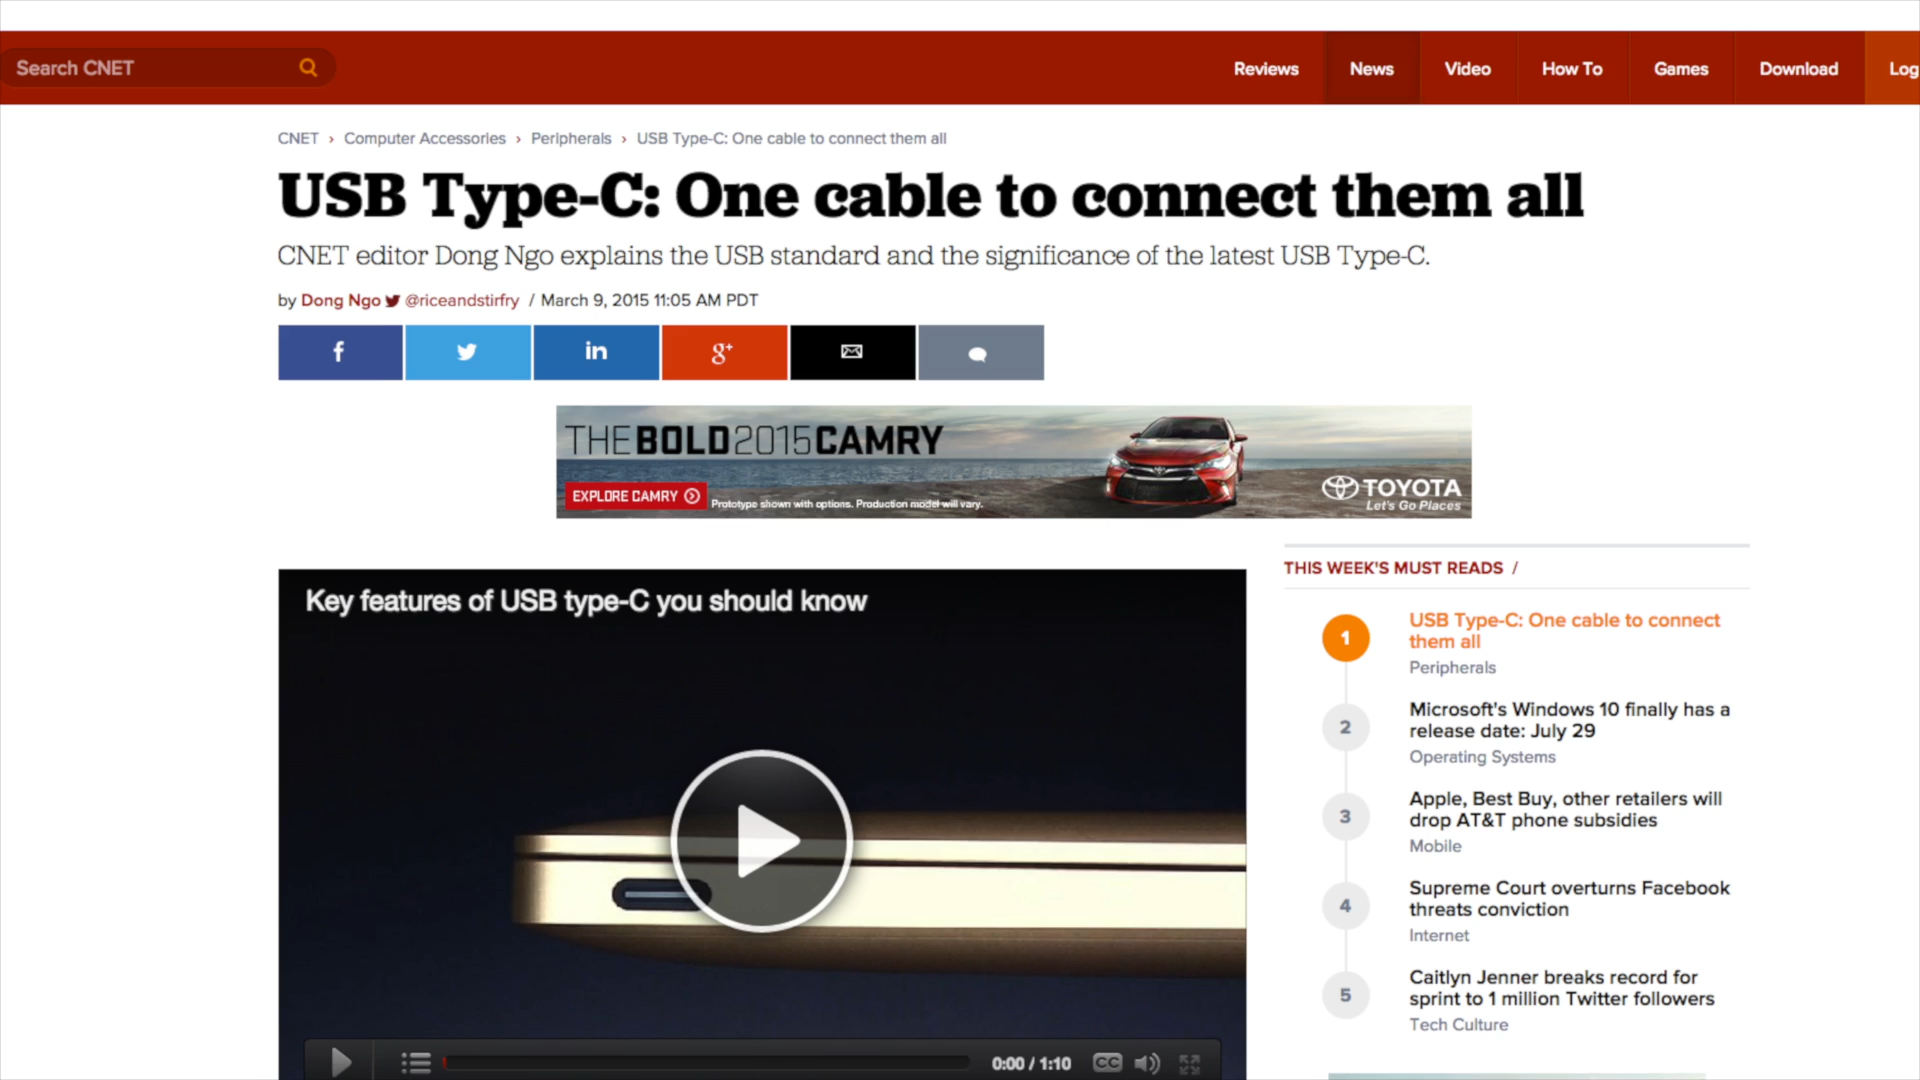 Search CNET
Reviews
News
Video
How To
Games
Download
Log
CNET › Computer Accessories › Peripherals › USB Type-C: One cable to connect them all
USB Type-C: One cable to connect them all
CNET editor Dong Ngo explains the USB standard and the significance of the latest USB Type-C.
by Dong Ngo @riceandstirfry / March 9, 2015 11:05 AM PDT
f
in
g+
THE BOLD 2015 CAMRY
EXPLORE CAMRY
Prototype shown with options. Production model will vary.
TOYOTA
Let's Go Places
Key features of USB type-C you should know
0:00 / 1:10
CC
THIS WEEK'S MUST READS /
1
USB Type-C: One cable to connect
them all
Peripherals
2
Microsoft's Windows 10 finally has a
release date: July 29
Operating Systems
3
Apple, Best Buy, other retailers will
drop AT&T phone subsidies
Mobile
4
Supreme Court overturns Facebook
threats conviction
Internet
5
Caitlyn Jenner breaks record for
sprint to 1 million Twitter followers
Tech Culture